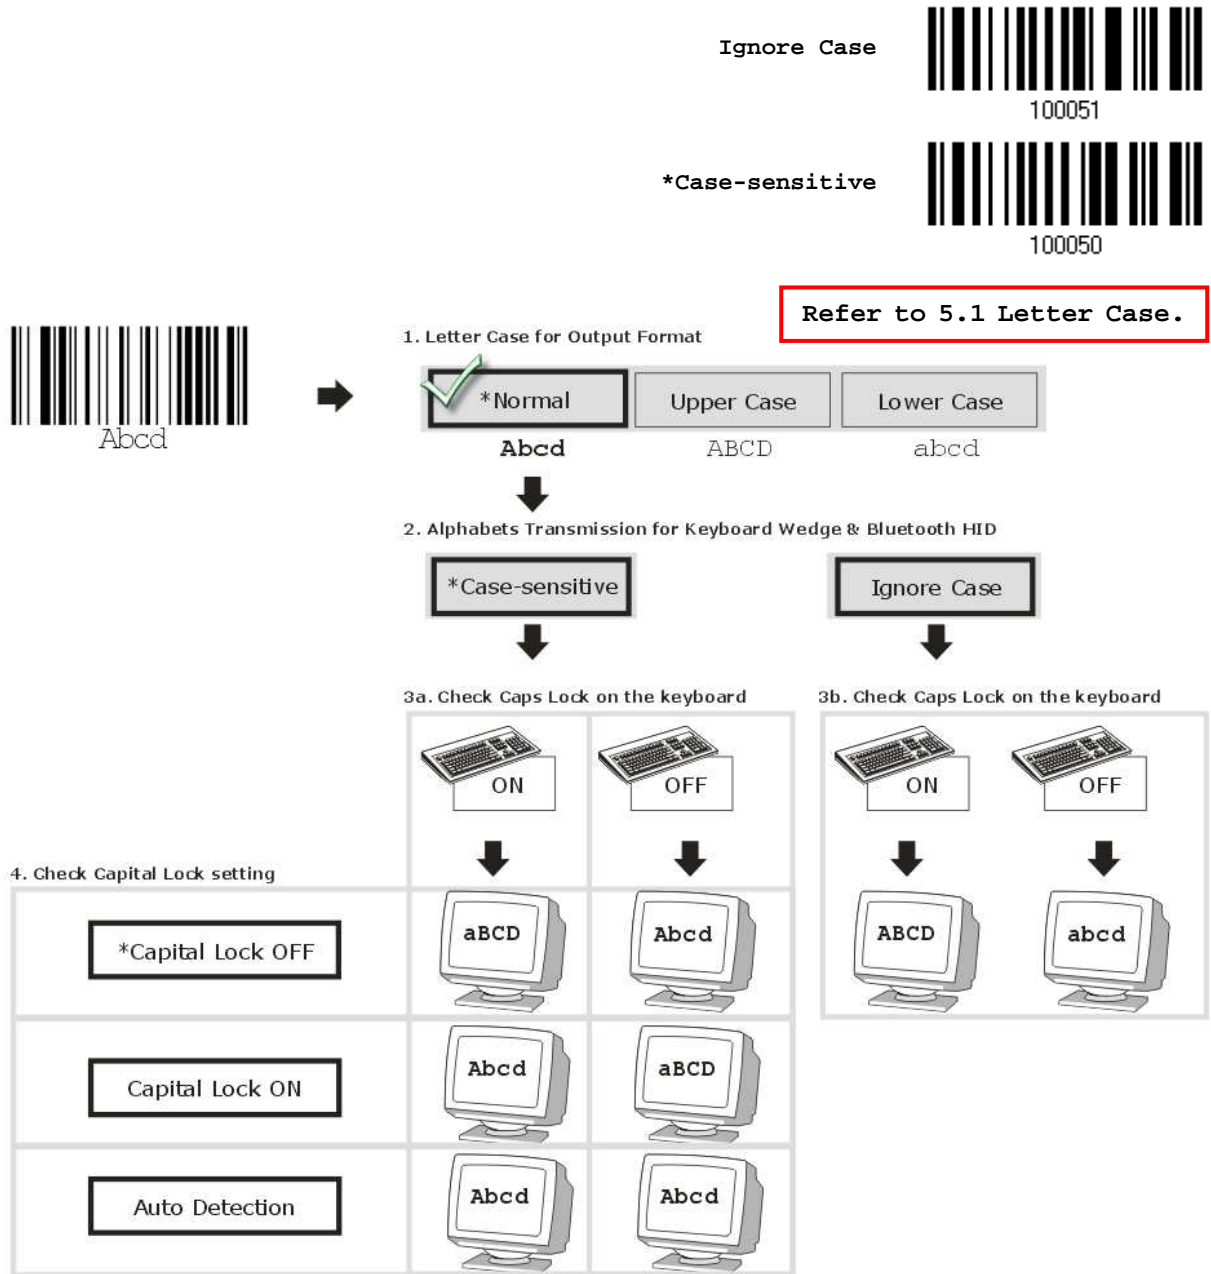 Ignore Case
100051
*Case-sensitive
100050
Refer to 5.1 Letter Case.
Abcd
1. Letter Case for Output Format
*Normal Upper Case Lower Case
Abcd ABCD abcd
2. Alphabets Transmission for Keyboard Wedge & Bluetooth HID
*Case-sensitive Ignore Case
3a. Check Caps Lock on the keyboard 3b. Check Caps Lock on the keyboard
ON OFF ON OFF
4. Check Capital Lock setting
*Capital Lock OFF aBCD Abcd ABCD abcd
Capital Lock ON Abcd aBCD
Auto Detection Abcd Abcd